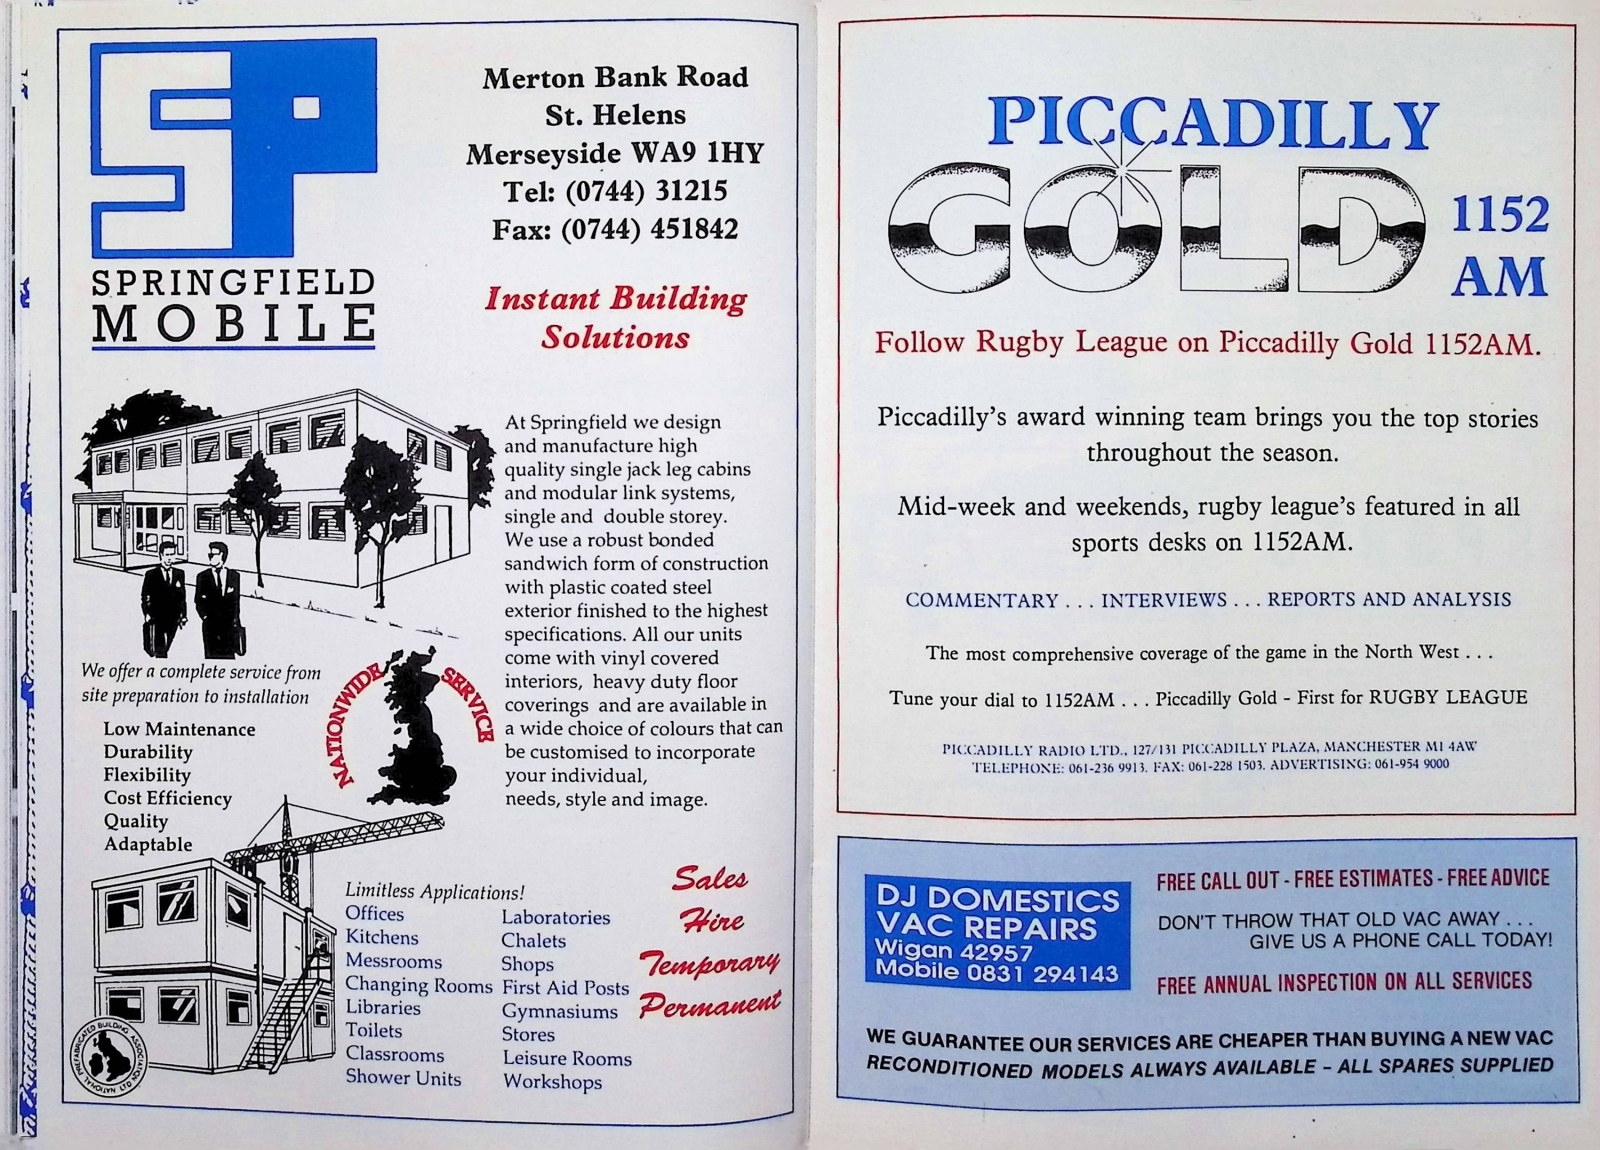 SP
SPRINGFIELD
MOBILE
Merton Bank Road
St. Helens
Merseyside WA9 1HY
Tel: (0744) 31215
Fax: (0744) 451842
Instant Building
Solutions
At Springfield we design
and manufacture high
quality single jack leg cabins
and modular link systems,
single and double storey.
We use a robust bonded
sandwich form of construction
with plastic coated steel
exterior finished to the highest
specifications. All our units
come with vinyl covered
interiors, heavy duty floor
coverings and are available in
a wide choice of colours that can
be customised to incorporate
your individual,
needs, style and image.
We offer a complete service from
site preparation to installation
NATIONWIDE SERVICE
Low Maintenance
Durability
Flexibility
Cost Efficiency
Quality
Adaptable
Limitless Applications!
Offices
Kitchens
Messrooms
Changing Rooms
Libraries
Toilets
Classrooms
Shower Units
Laboratories
Chalets
Shops
First Aid Posts
Gymnasiums
Stores
Leisure Rooms
Workshops
Sales
Hire
Temporary
Permanent
NATIONAL PREFABRICATED BUILDING ASSOCIATION LTD
PICCADILLY
GOLD
1152
AM
Follow Rugby League on Piccadilly Gold 1152AM.
Piccadilly's award winning team brings you the top stories
throughout the season.
Mid-week and weekends, rugby league's featured in all
sports desks on 1152AM.
COMMENTARY . . . INTERVIEWS . . . REPORTS AND ANALYSIS
The most comprehensive coverage of the game in the North West . . .
Tune your dial to 1152AM . . . Piccadilly Gold - First for RUGBY LEAGUE
PICCADILLY RADIO LTD., 127/131 PICCADILLY PLAZA, MANCHESTER M1 4AW
TELEPHONE: 061-236 9913. FAX: 061-228 1503. ADVERTISING: 061-954 9000
DJ DOMESTICS
VAC REPAIRS
Wigan 42957
Mobile 0831 294143
FREE CALL OUT - FREE ESTIMATES - FREE ADVICE
DON'T THROW THAT OLD VAC AWAY . . .
GIVE US A PHONE CALL TODAY!
FREE ANNUAL INSPECTION ON ALL SERVICES
WE GUARANTEE OUR SERVICES ARE CHEAPER THAN BUYING A NEW VAC
RECONDITIONED MODELS ALWAYS AVAILABLE - ALL SPARES SUPPLIED